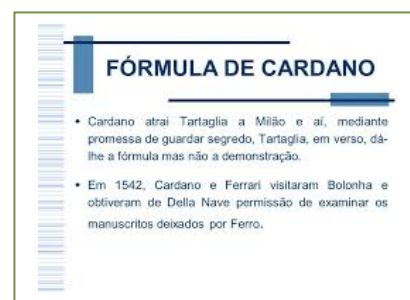 FÓRMULA DE CARDANO
• Cardano atrai Tartaglia a Milão e aí, mediante
promessa de guardar segredo, Tartaglia, em verso, dá-
lhe a fórmula mas não a demonstração.
• Em 1542, Cardano e Ferrari visitaram Bolonha e
obtiveram de Della Nave permissão de examinar os
manuscritos deixados por Ferro.